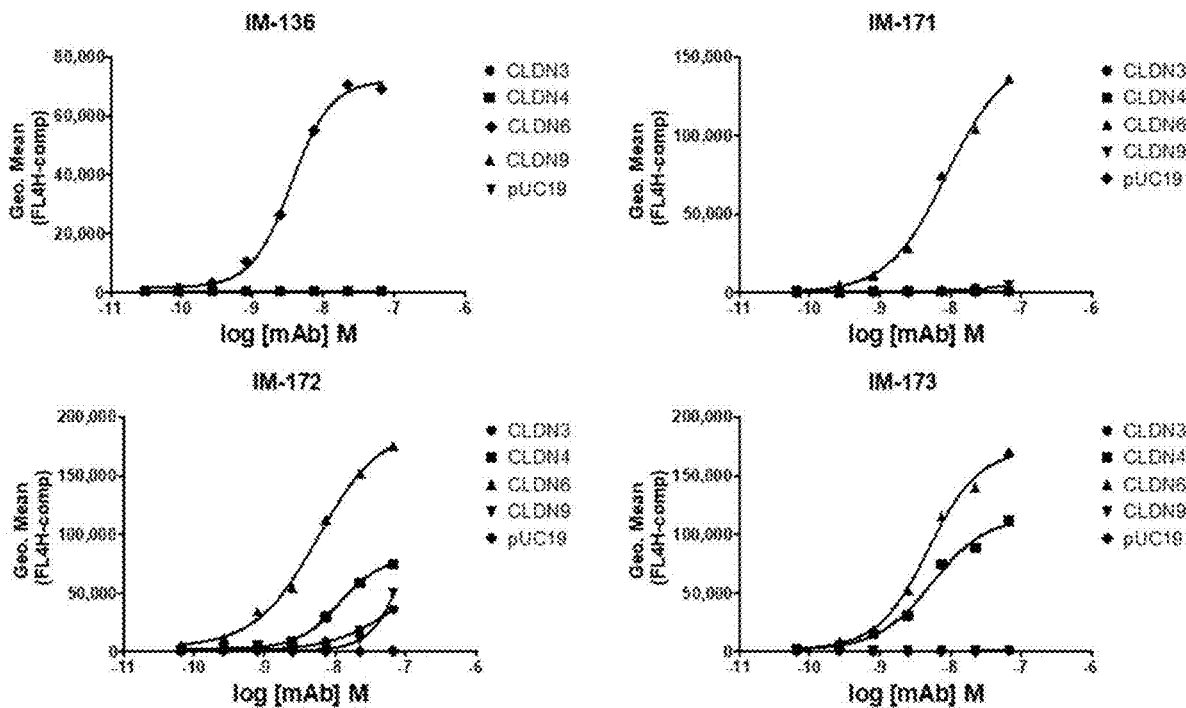 IM-136
Geo. Mean
(FL4H-comp)
80,000
60,000
40,000
20,000
0
-11 -10 -9 -8 -7 -6
log [mAb] M
CLDN3
CLDN4
CLDN6
CLDN9
pUC19
IM-171
Geo. Mean
(FL4H-comp)
150,000
100,000
50,000
0
-11 -10 -9 -8 -7 -6
log [mAb] M
CLDN3
CLDN4
CLDN6
CLDN9
pUC19
IM-172
Geo. Mean
(FL4H-comp)
200,000
150,000
100,000
50,000
0
-11 -10 -9 -8 -7 -6
log [mAb] M
CLDN3
CLDN4
CLDN6
CLDN9
pUC19
IM-173
Geo. Mean
(FL4H-comp)
200,000
150,000
100,000
50,000
0
-11 -10 -9 -8 -7 -6
log [mAb] M
CLDN3
CLDN4
CLDN6
CLDN9
pUC19